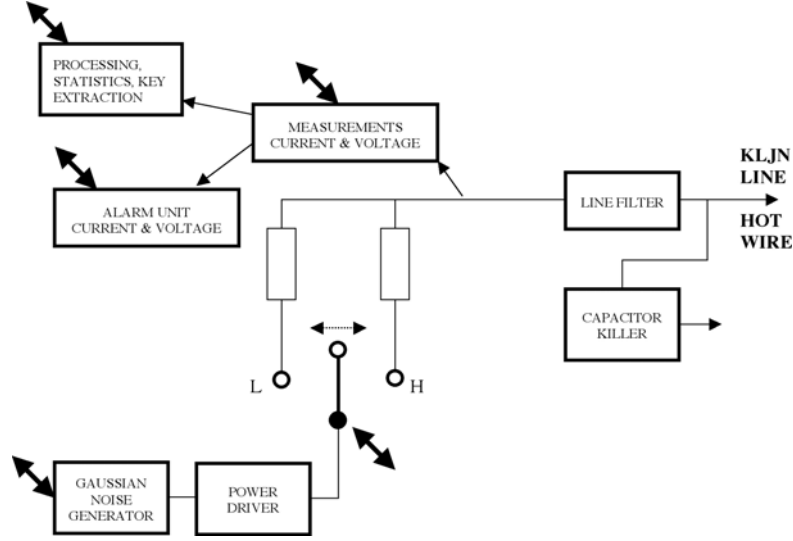 PROCESSING,
STATISTICS, KEY
EXTRACTION
MEASUREMENTS
CURRENT & VOLTAGE
ALARM UNIT
CURRENT & VOLTAGE
LINE FILTER
KLJN
LINE
HOT
WIRE
CAPACITOR
KILLER
L
H
GAUSSIAN
NOISE
GENERATOR
POWER
DRIVER